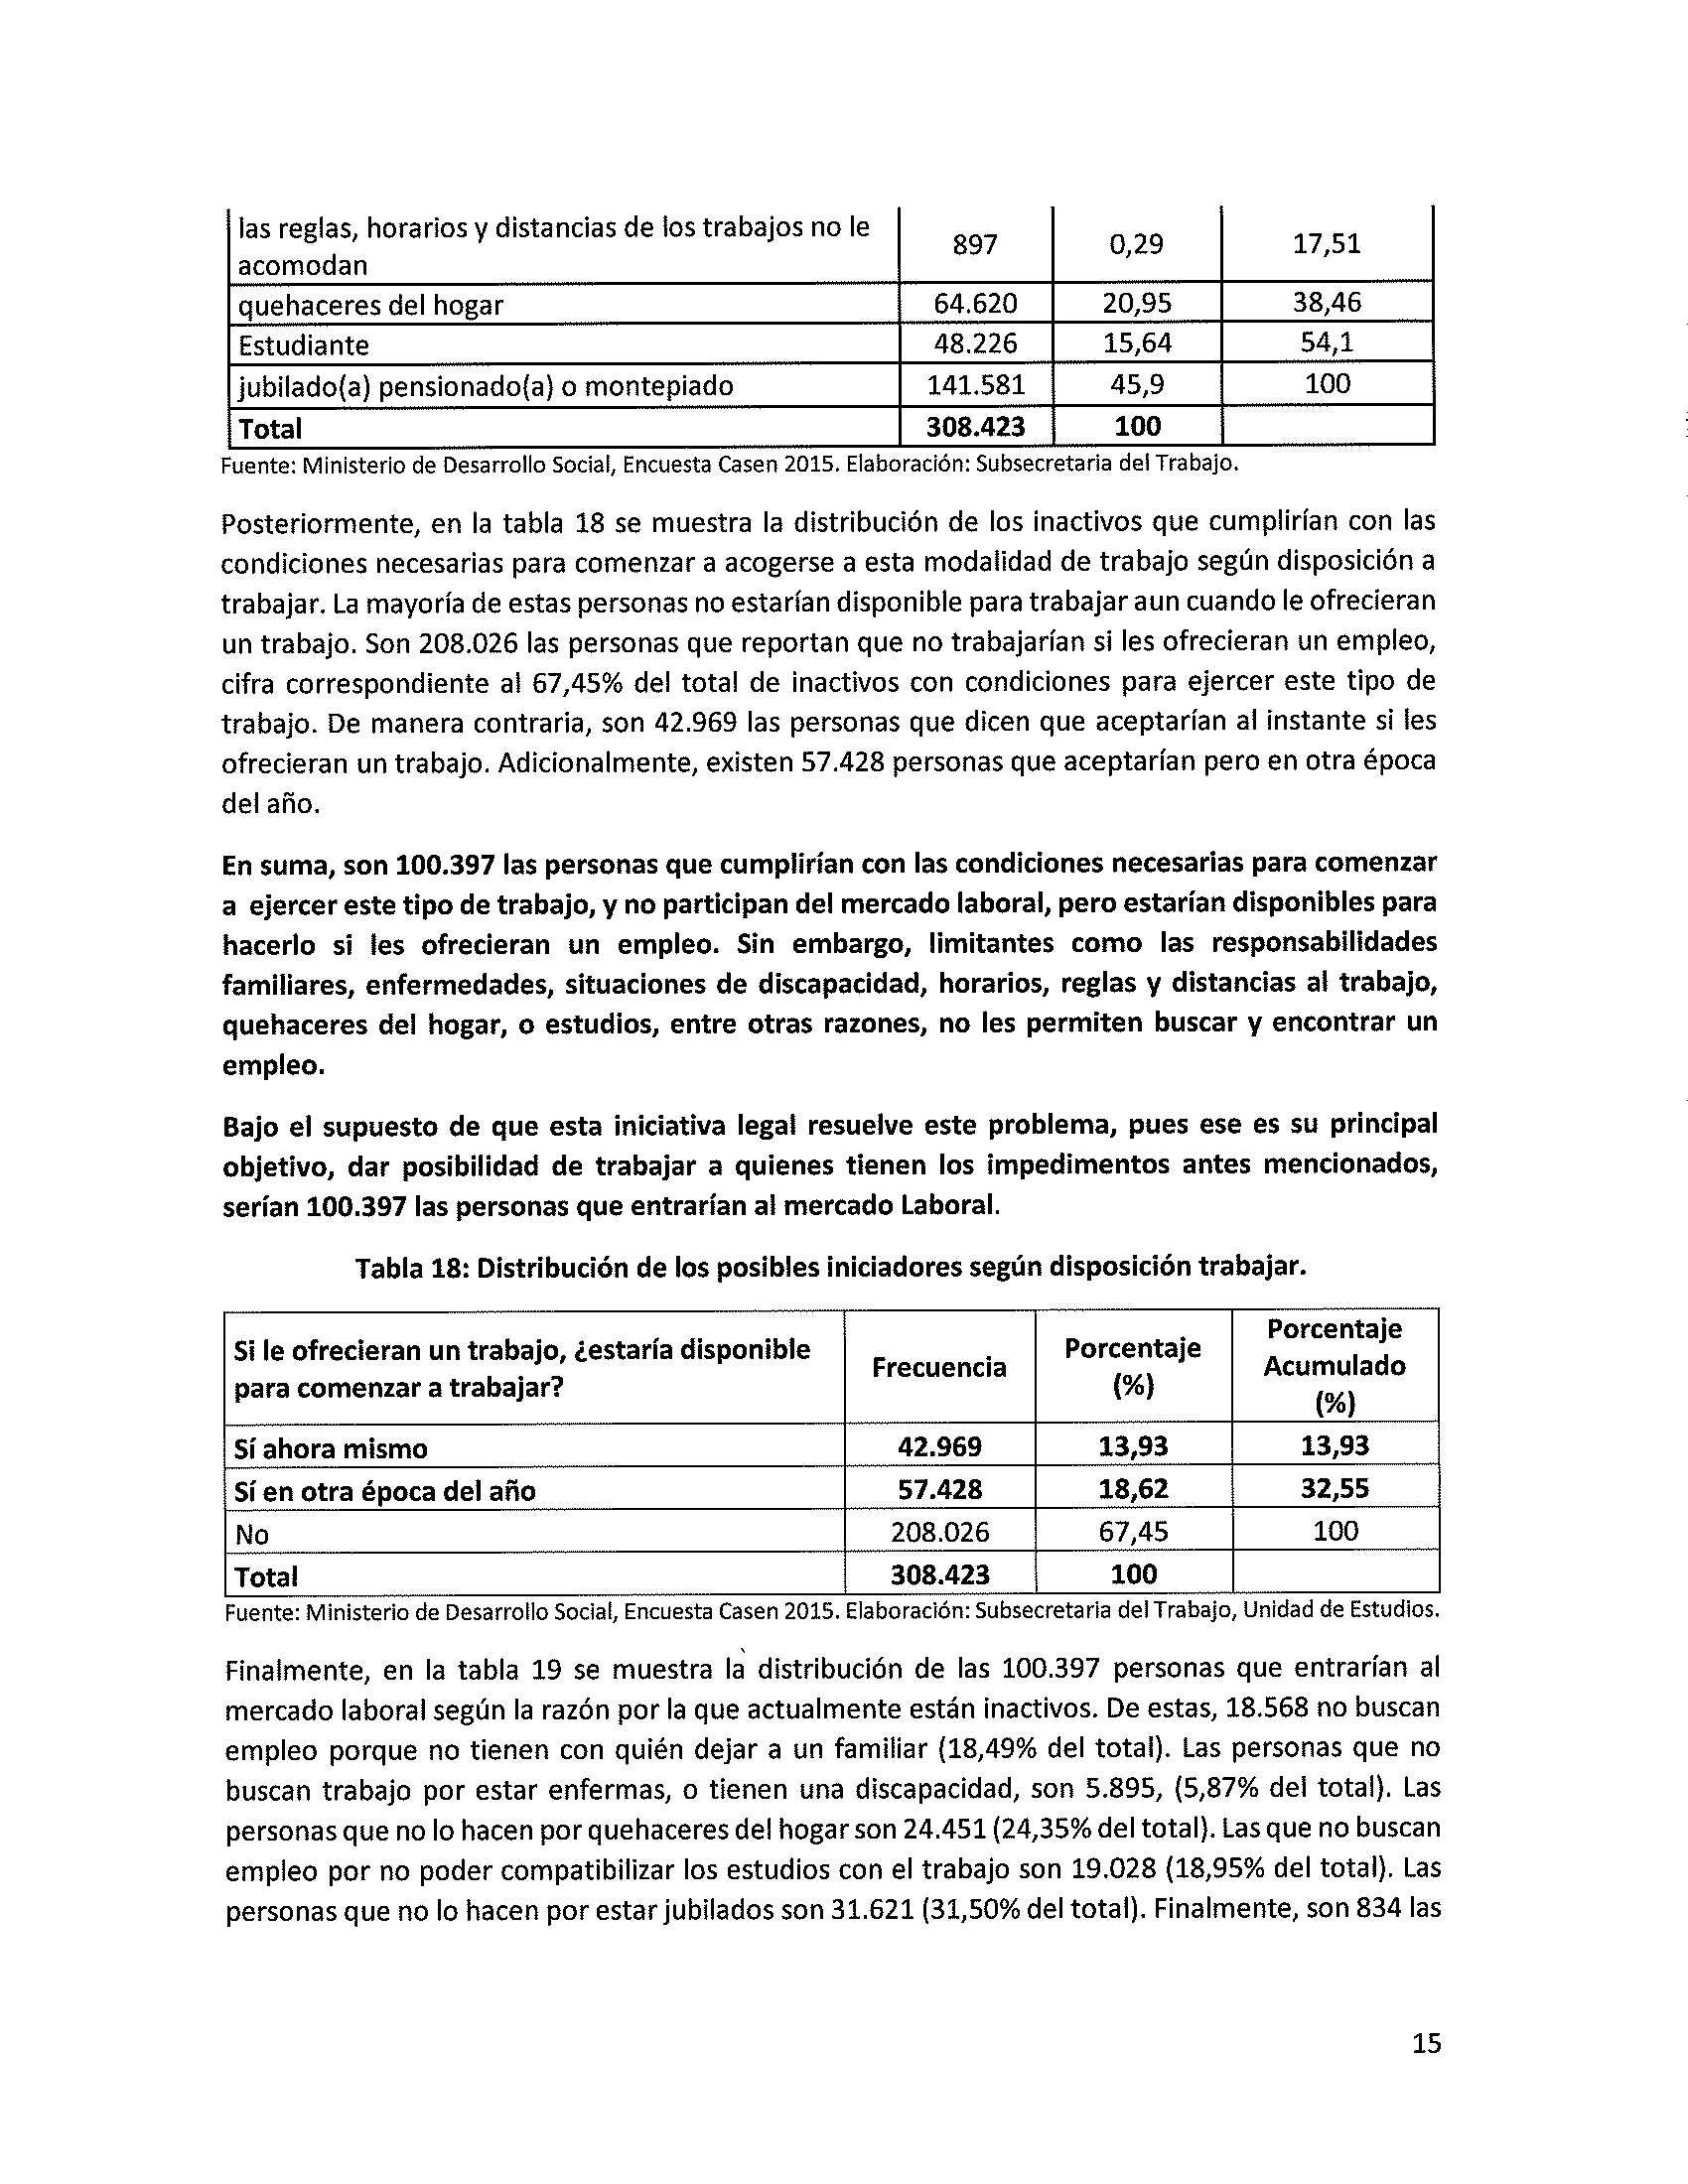 las reglas, horarios y distancias de los trabajos no le
acomodan
897
0,29
17,51
quehaceres del hogar
64.620
20,95
38,46
Estudiante
48.226
15,64
54,1
jubilado(a) pensionado(a) o montepiado
141.581
45,9
100
Total
308.423
100
Fuente: Ministerio de Desarrollo Social, Encuesta Casen 2015. Elaboración: Subsecretaria del Trabajo.
Posteriormente, en la tabla 18 se muestra la distribución de los inactivos que cumplirían con las
condiciones necesarias para comenzar a acogerse a esta modalidad de trabajo según disposición a
trabajar. La mayoría de estas personas no estarían disponible para trabajar aun cuando le ofrecieran
un trabajo. Son 208.026 las personas que reportan que no trabajarían si les ofrecieran un empleo,
cifra correspondiente al 67,45% del total de inactivos con condiciones para ejercer este tipo de
trabajo. De manera contraria, son 42.969 las personas que dicen que aceptarían al instante si les
ofrecieran un trabajo. Adicionalmente, existen 57.428 personas que aceptarían pero en otra época
del año.
En suma, son 100.397 las personas que cumplirían con las condiciones necesarias para comenzar
a ejercer este tipo de trabajo, y no participan del mercado laboral, pero estarían disponibles para
hacerlo si les ofrecieran un empleo. Sin embargo, limitantes como las responsabilidades
familiares, enfermedades, situaciones de discapacidad, horarios, reglas y distancias al trabajo,
quehaceres del hogar, o estudios, entre otras razones, no les permiten buscar y encontrar un
empleo.
Bajo el supuesto de que esta iniciativa legal resuelve este problema, pues ese es su principal
objetivo, dar posibilidad de trabajar a quienes tienen los impedimentos antes mencionados,
serían 100.397 las personas que entrarían al mercado Laboral.
Tabla 18: Distribución de los posibles iniciadores según disposición trabajar.
Si le ofrecieran un trabajo, ¿estaría disponible
para comenzar a trabajar?
Frecuencia
Porcentaje
(%)
Porcentaje
Acumulado
(%)
Sí ahora mismo
42.969
13,93
13,93
Sí en otra época del año
57.428
18,62
32,55
No
208.026
67,45
100
Total
308.423
100
Fuente: Ministerio de Desarrollo Social, Encuesta Casen 2015. Elaboración: Subsecretaria del Trabajo, Unidad de Estudios.
Finalmente, en la tabla 19 se muestra la distribución de las 100.397 personas que entrarían al
mercado laboral según la razón por la que actualmente están inactivos. De estas, 18.568 no buscan
empleo porque no tienen con quién dejar a un familiar (18,49% del total). Las personas que no
buscan trabajo por estar enfermas, o tienen una discapacidad, son 5.895, (5,87% del total). Las
personas que no lo hacen por quehaceres del hogar son 24.451 (24,35% del total). Las que no buscan
empleo por no poder compatibilizar los estudios con el trabajo son 19.028 (18,95% del total). Las
personas que no lo hacen por estar jubilados son 31.621 (31,50% del total). Finalmente, son 834 las
15